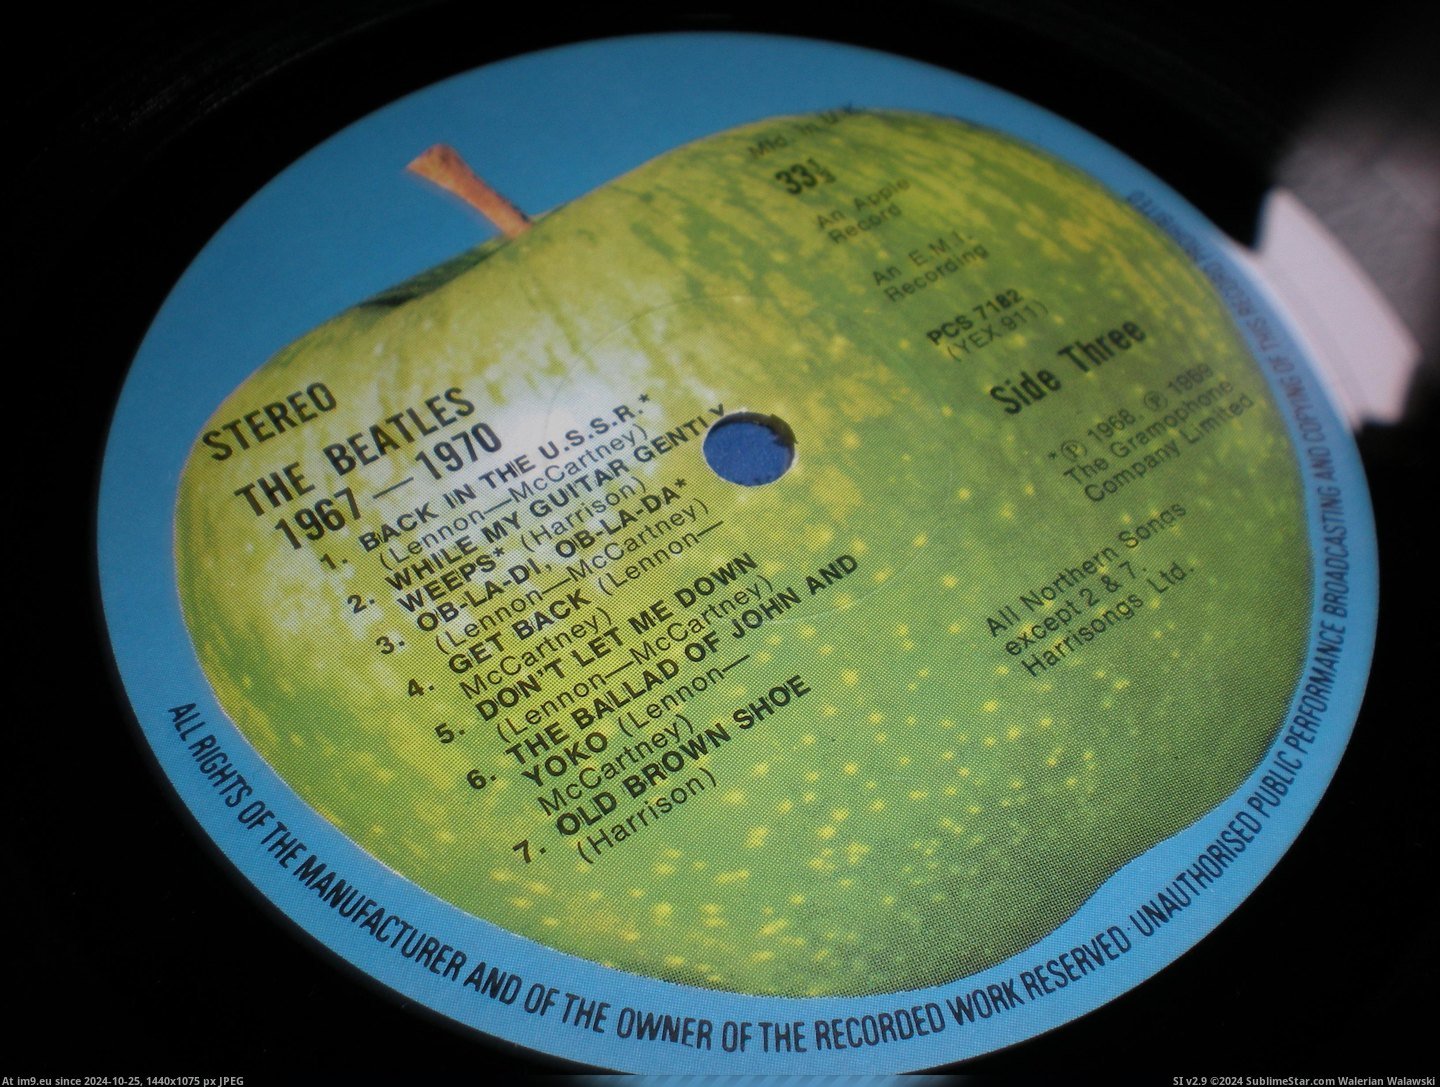 Mfd. in U.K.
33⅓
An Apple
Record
An E.M.I.
Recording
PCS 7182
(YEX.911)
Side Three
* Ⓟ 1968, Ⓟ 1969
The Gramophone
Company Limited
All Northern Songs
except 2 & 7.
Harrisongs Ltd.
STEREO
THE BEATLES
1967—1970
1. BACK IN THE U.S.S.R.*
(Lennon—McCartney)
2. WHILE MY GUITAR GENTLY
WEEPS* (Harrison)
3. OB-LA-DI, OB-LA-DA*
(Lennon—McCartney)
4. GET BACK (Lennon—
McCartney)
5. DON'T LET ME DOWN
(Lennon—McCartney)
6. THE BALLAD OF JOHN AND
YOKO (Lennon—
McCartney)
7. OLD BROWN SHOE
(Harrison)
ALL RIGHTS OF THE MANUFACTURER AND OF THE OWNER OF THE RECORDED WORK RESERVED· UNAUTHORISED PUBLIC PERFORMANCE BROADCASTING AND COPYING OF THIS RECORD PROHIBITED
At im9.eu since 2024-10-25, 1440x1075 px JPEG
SI v2.9 ©2024 SublimeStar.com Walerian Walawski